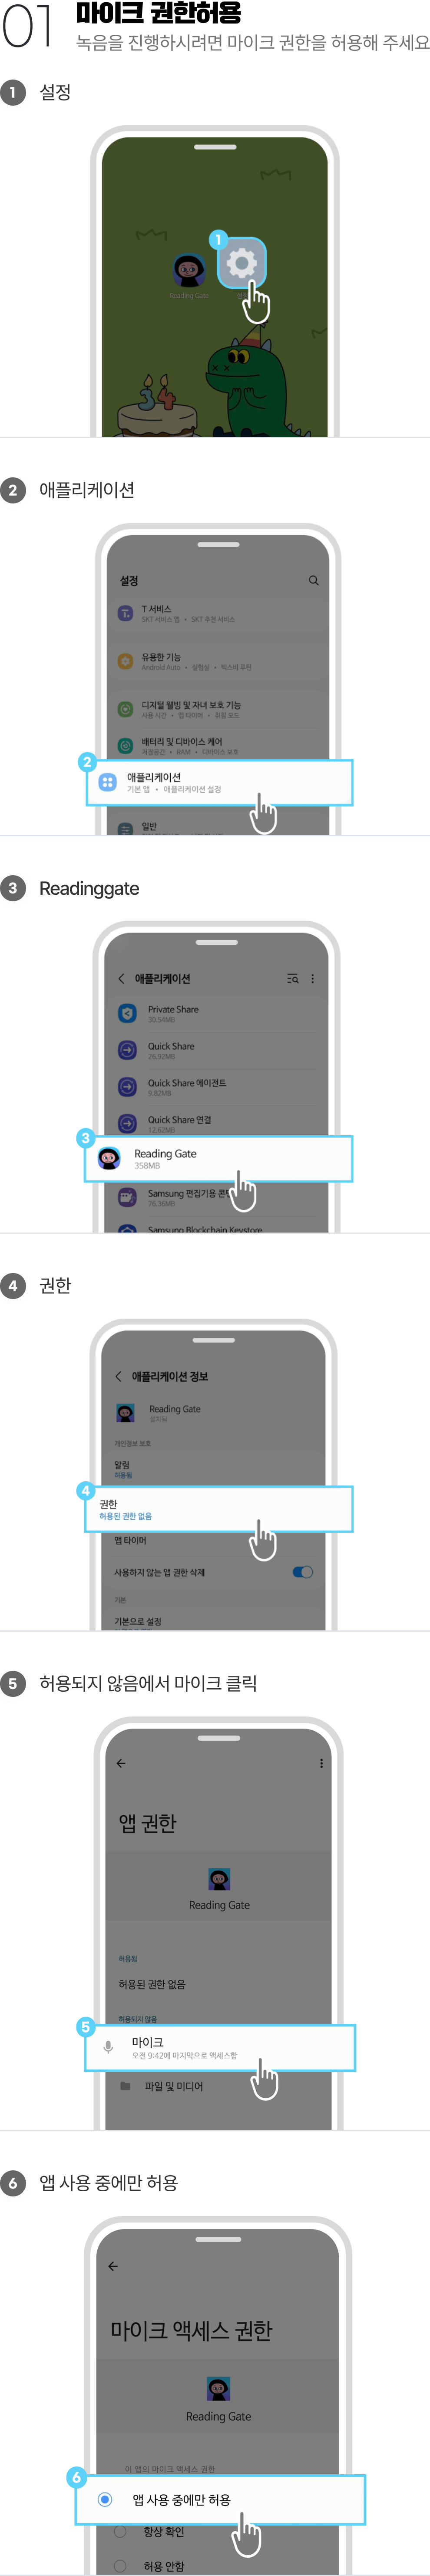 01 마이크 권한허용
녹음을 진행하시려면 마이크 권한을 허용해 주세요
1 설정
1
Reading Gate
34
2 애플리케이션
설정
T 서비스
SKT 서비스 앱 • SKT 추천 서비스
유용한 기능
Android Auto • 실험실 • 빅스비 루틴
디지털 웰빙 및 자녀 보호 기능
사용 시간 • 앱 타이머 • 취침 모드
배터리 및 디바이스 케어
저장공간 • RAM • 디바이스 보호
2
애플리케이션
기본 앱 • 애플리케이션 설정
일반
3 Readinggate
애플리케이션
Private Share
30.54MB
Quick Share
26.92MB
Quick Share 에이전트
9.62MB
Quick Share 연결
12.62MB
3
Reading Gate
358MB
Samsung 편집기용 콘
76.36MB
Samsung Blockchain Keystore
4 권한
애플리케이션 정보
Reading Gate
설치됨
개인정보 보호
알림
허용됨
4
권한
허용된 권한 없음
앱 타이머
사용하지 않는 앱 권한 삭제
기본
기본으로 설정
5 허용되지 않음에서 마이크 클릭
앱 권한
Reading Gate
허용됨
허용된 권한 없음
허용되지 않음
5
마이크
오전 9:42에 마지막으로 액세스함
파일 및 미디어
6 앱 사용 중에만 허용
마이크 액세스 권한
Reading Gate
이 앱의 마이크 액세스 권한
6
앱 사용 중에만 허용
항상 확인
허용 안함